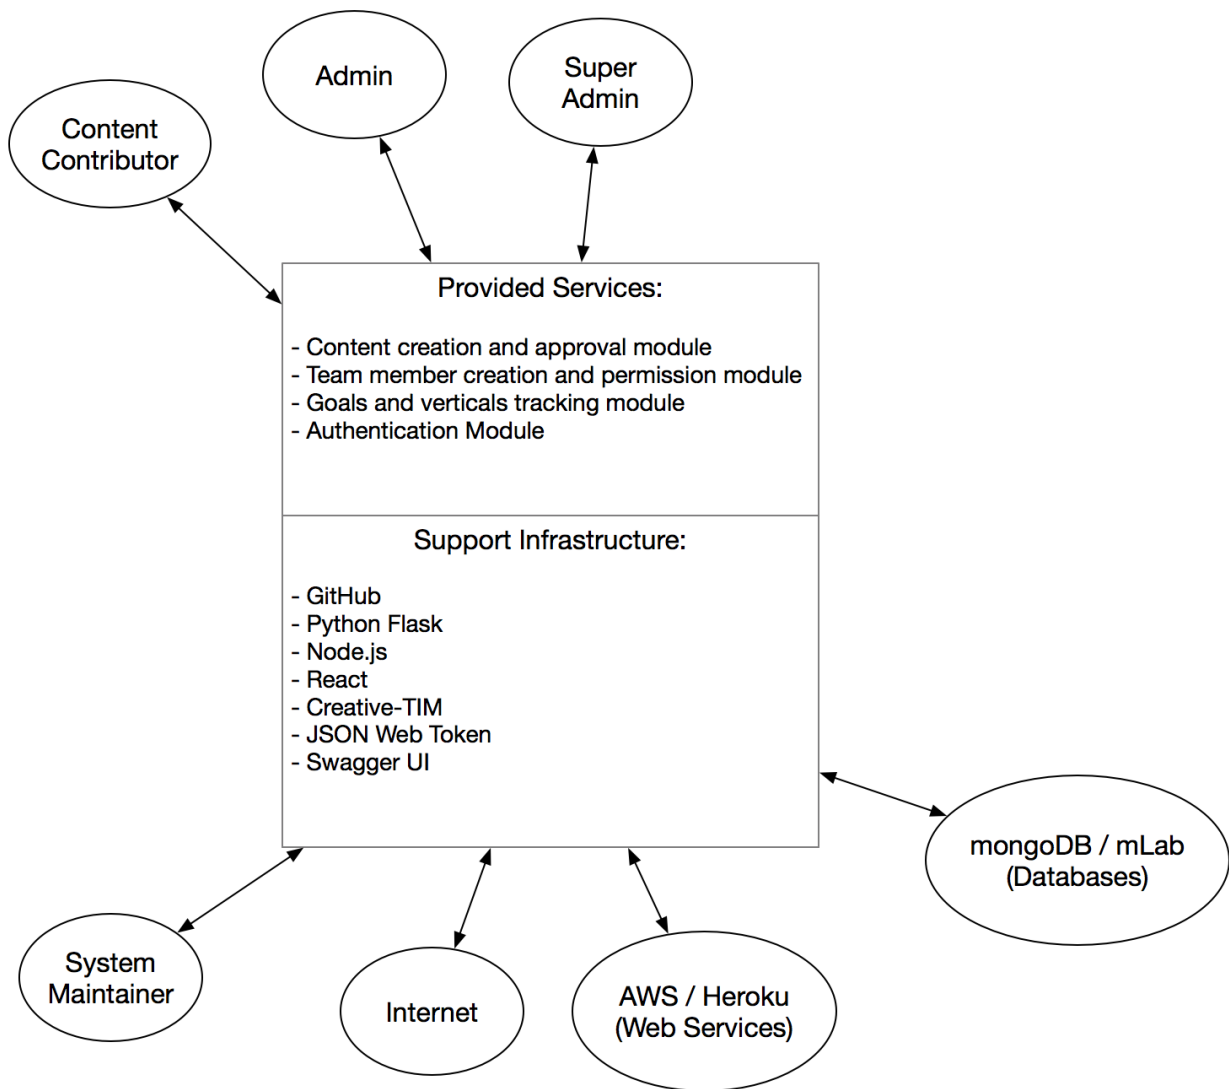 Admin
Super
Admin
Content
Contributor
Provided Services:
- Content creation and approval module
- Team member creation and permission module
- Goals and verticals tracking module
- Authentication Module
Support Infrastructure:
- GitHub
- Python Flask
- Node.js
- React
- Creative-TIM
- JSON Web Token
- Swagger UI
mongoDB / mLab
(Databases)
System
Maintainer
Internet
AWS / Heroku
(Web Services)